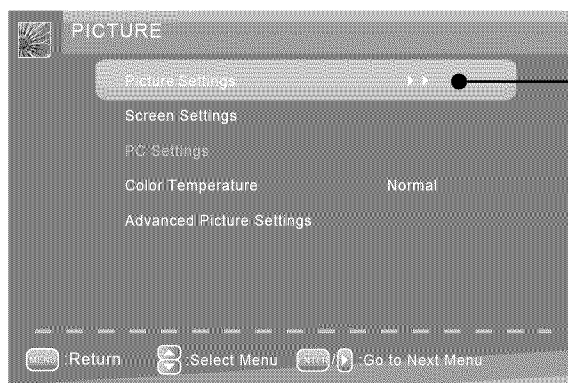 PICTURE
Picture Settings
Screen Settings
PC Settings
Color Temperature Normal
Advanced Picture Settings
MENU :Return :Select Menu ENTER / :Go to Next Menu